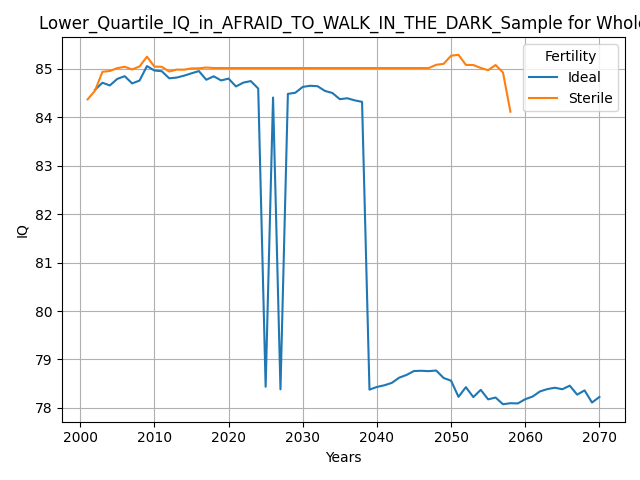 Lower_Quartile_IQ_in_AFRAID_TO_WALK_IN_THE_DARK_Sample for Whole
Fertility
Ideal
Sterile
85
84
83
82
81
80
79
78
IQ
2000 2010 2020 2030 2040 2050 2060 2070
Years